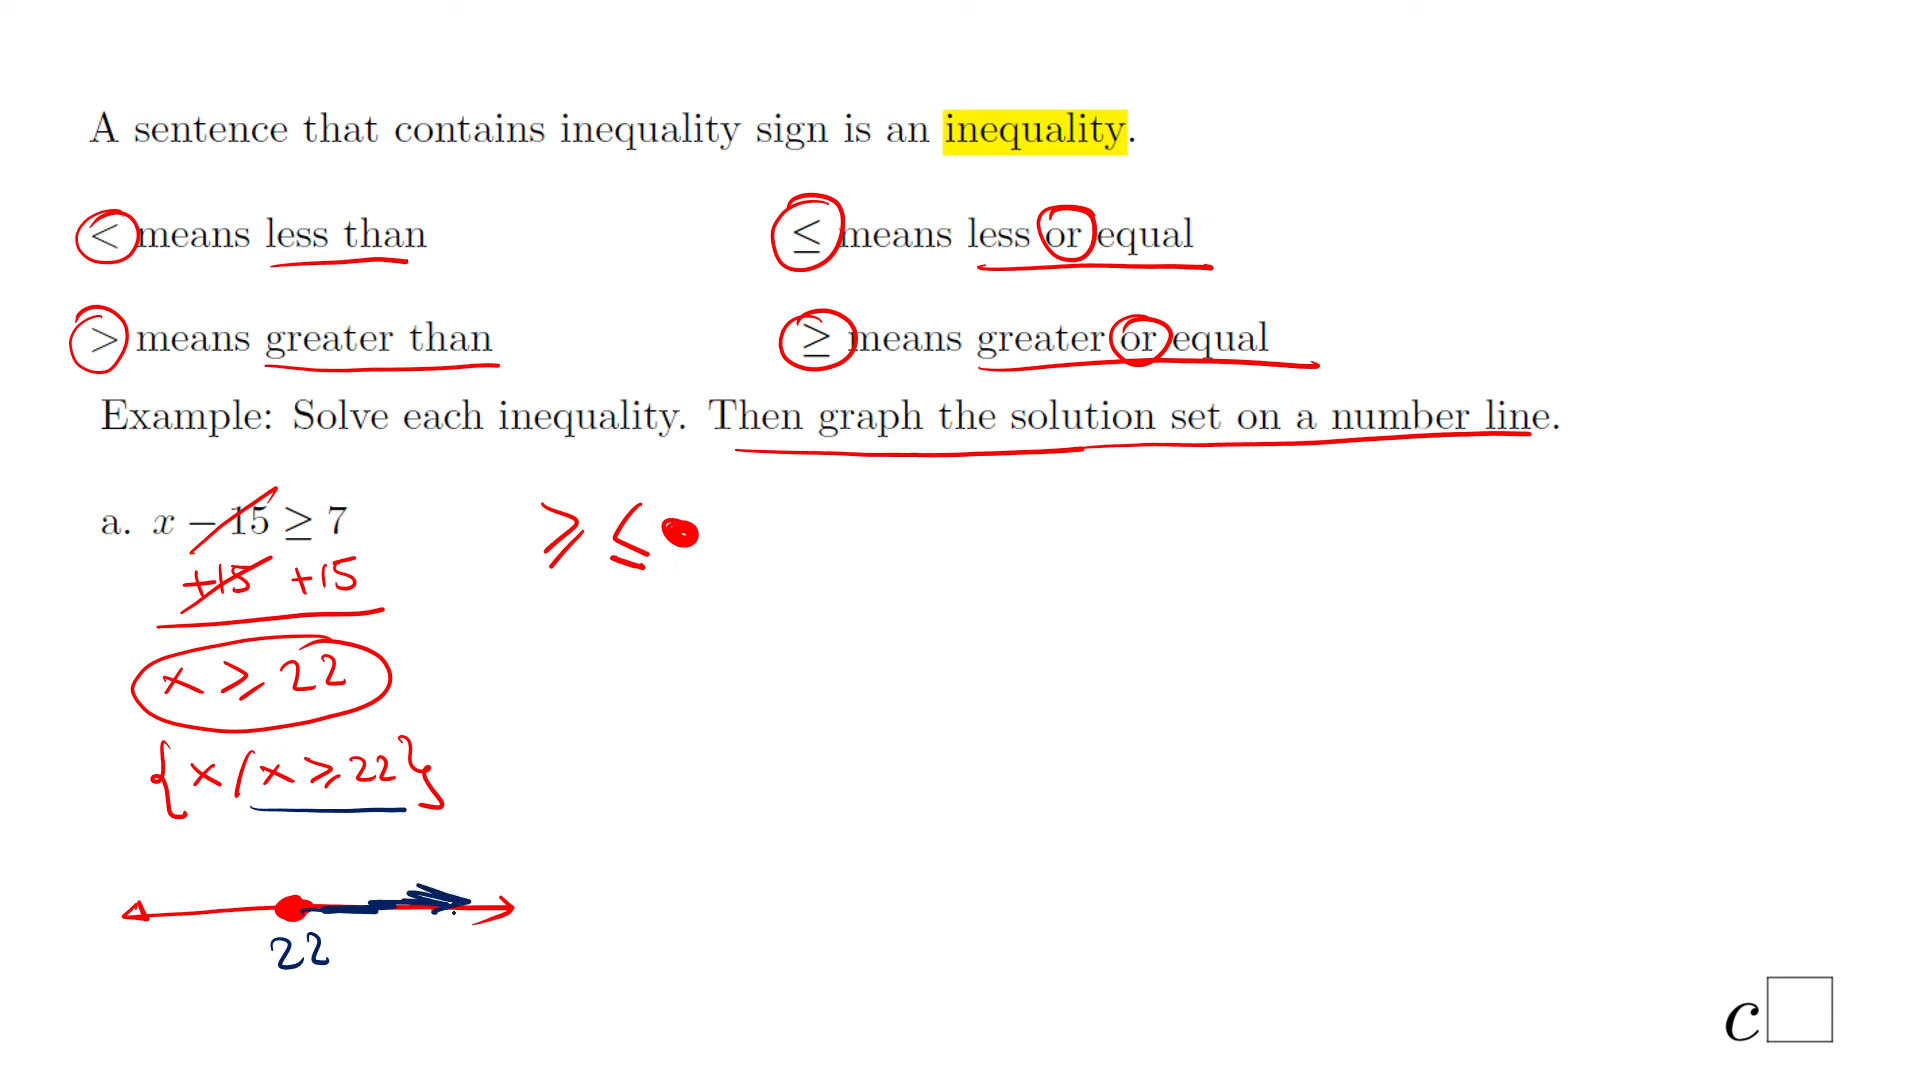 A sentence that contains inequality sign is an inequality.
< means less than ≤ means less or equal
> means greater than ≥ means greater or equal
Example: Solve each inequality. Then graph the solution set on a number line.
a. x − 15 ≥ 7 ≥ ≤
+15 +15
x ≥ 22
{x/x ≥ 22}
22
c